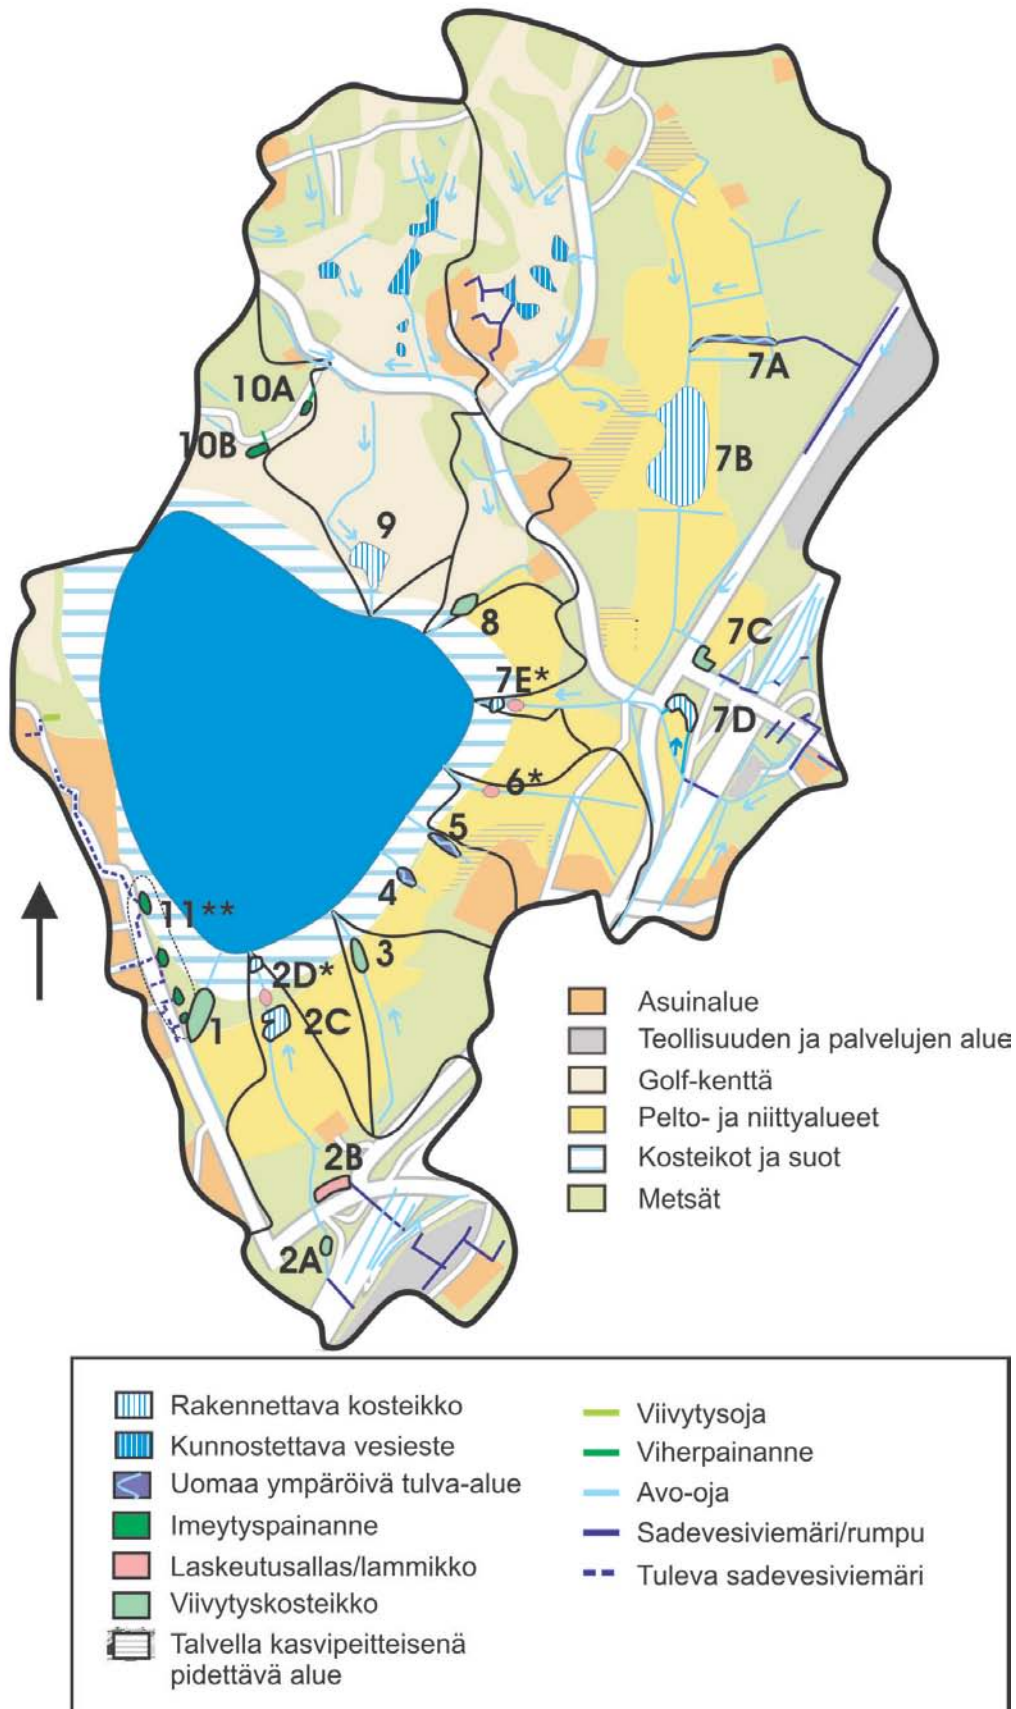 7A
10A
10B
7B
9
8
7C
7E*
7D
6*
5
4
11**
3
2D*
2C
1
2B
2A
Asuinalue
Teollisuuden ja palvelujen alue
Golf-kenttä
Pelto- ja niittyalueet
Kosteikot ja suot
Metsät
Rakennettava kosteikko
Kunnostettava vesieste
Uomaa ympäröivä tulva-alue
Imeytyspainanne
Laskeutusallas/lammikko
Viivytyskosteikko
Talvella kasvipeitteisenä
pidettävä alue
Viivytysoja
Viherpainanne
Avo-oja
Sadevesiviemäri/rumpu
Tuleva sadevesiviemäri